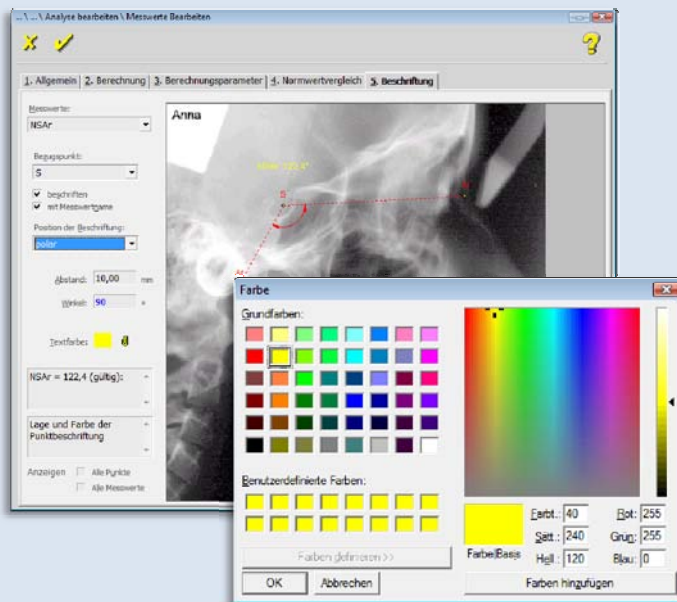 ...\ ... \ Analyse bearbeiten \ Messwerte Bearbeiten
1. Allgemein
2. Berechnung
3. Berechnungsparameter
4. Normwertvergleich
5. Beschriftung
Messwerte:
NSAr
Bezugspunkt:
S
beschriften
mit Messwertname
Position der Beschriftung:
polar
Abstand: 10,00 mm
Winkel: 90 °
Textfarbe:
NSAr = 122,4 (gültig):
Lage und Farbe der
Punktbeschriftung
Anzeigen
Alle Punkte
Alle Messwerte
Anna
122,4°
S
N
Ar
Farbe
Grundfarben:
Benutzerdefinierte Farben:
Farben definieren >>
OK
Abbrechen
Farbe|Basis
Farbt.: 40
Sätt.: 240
Hell.: 120
Rot: 255
Grün: 255
Blau: 0
Farben hinzufügen